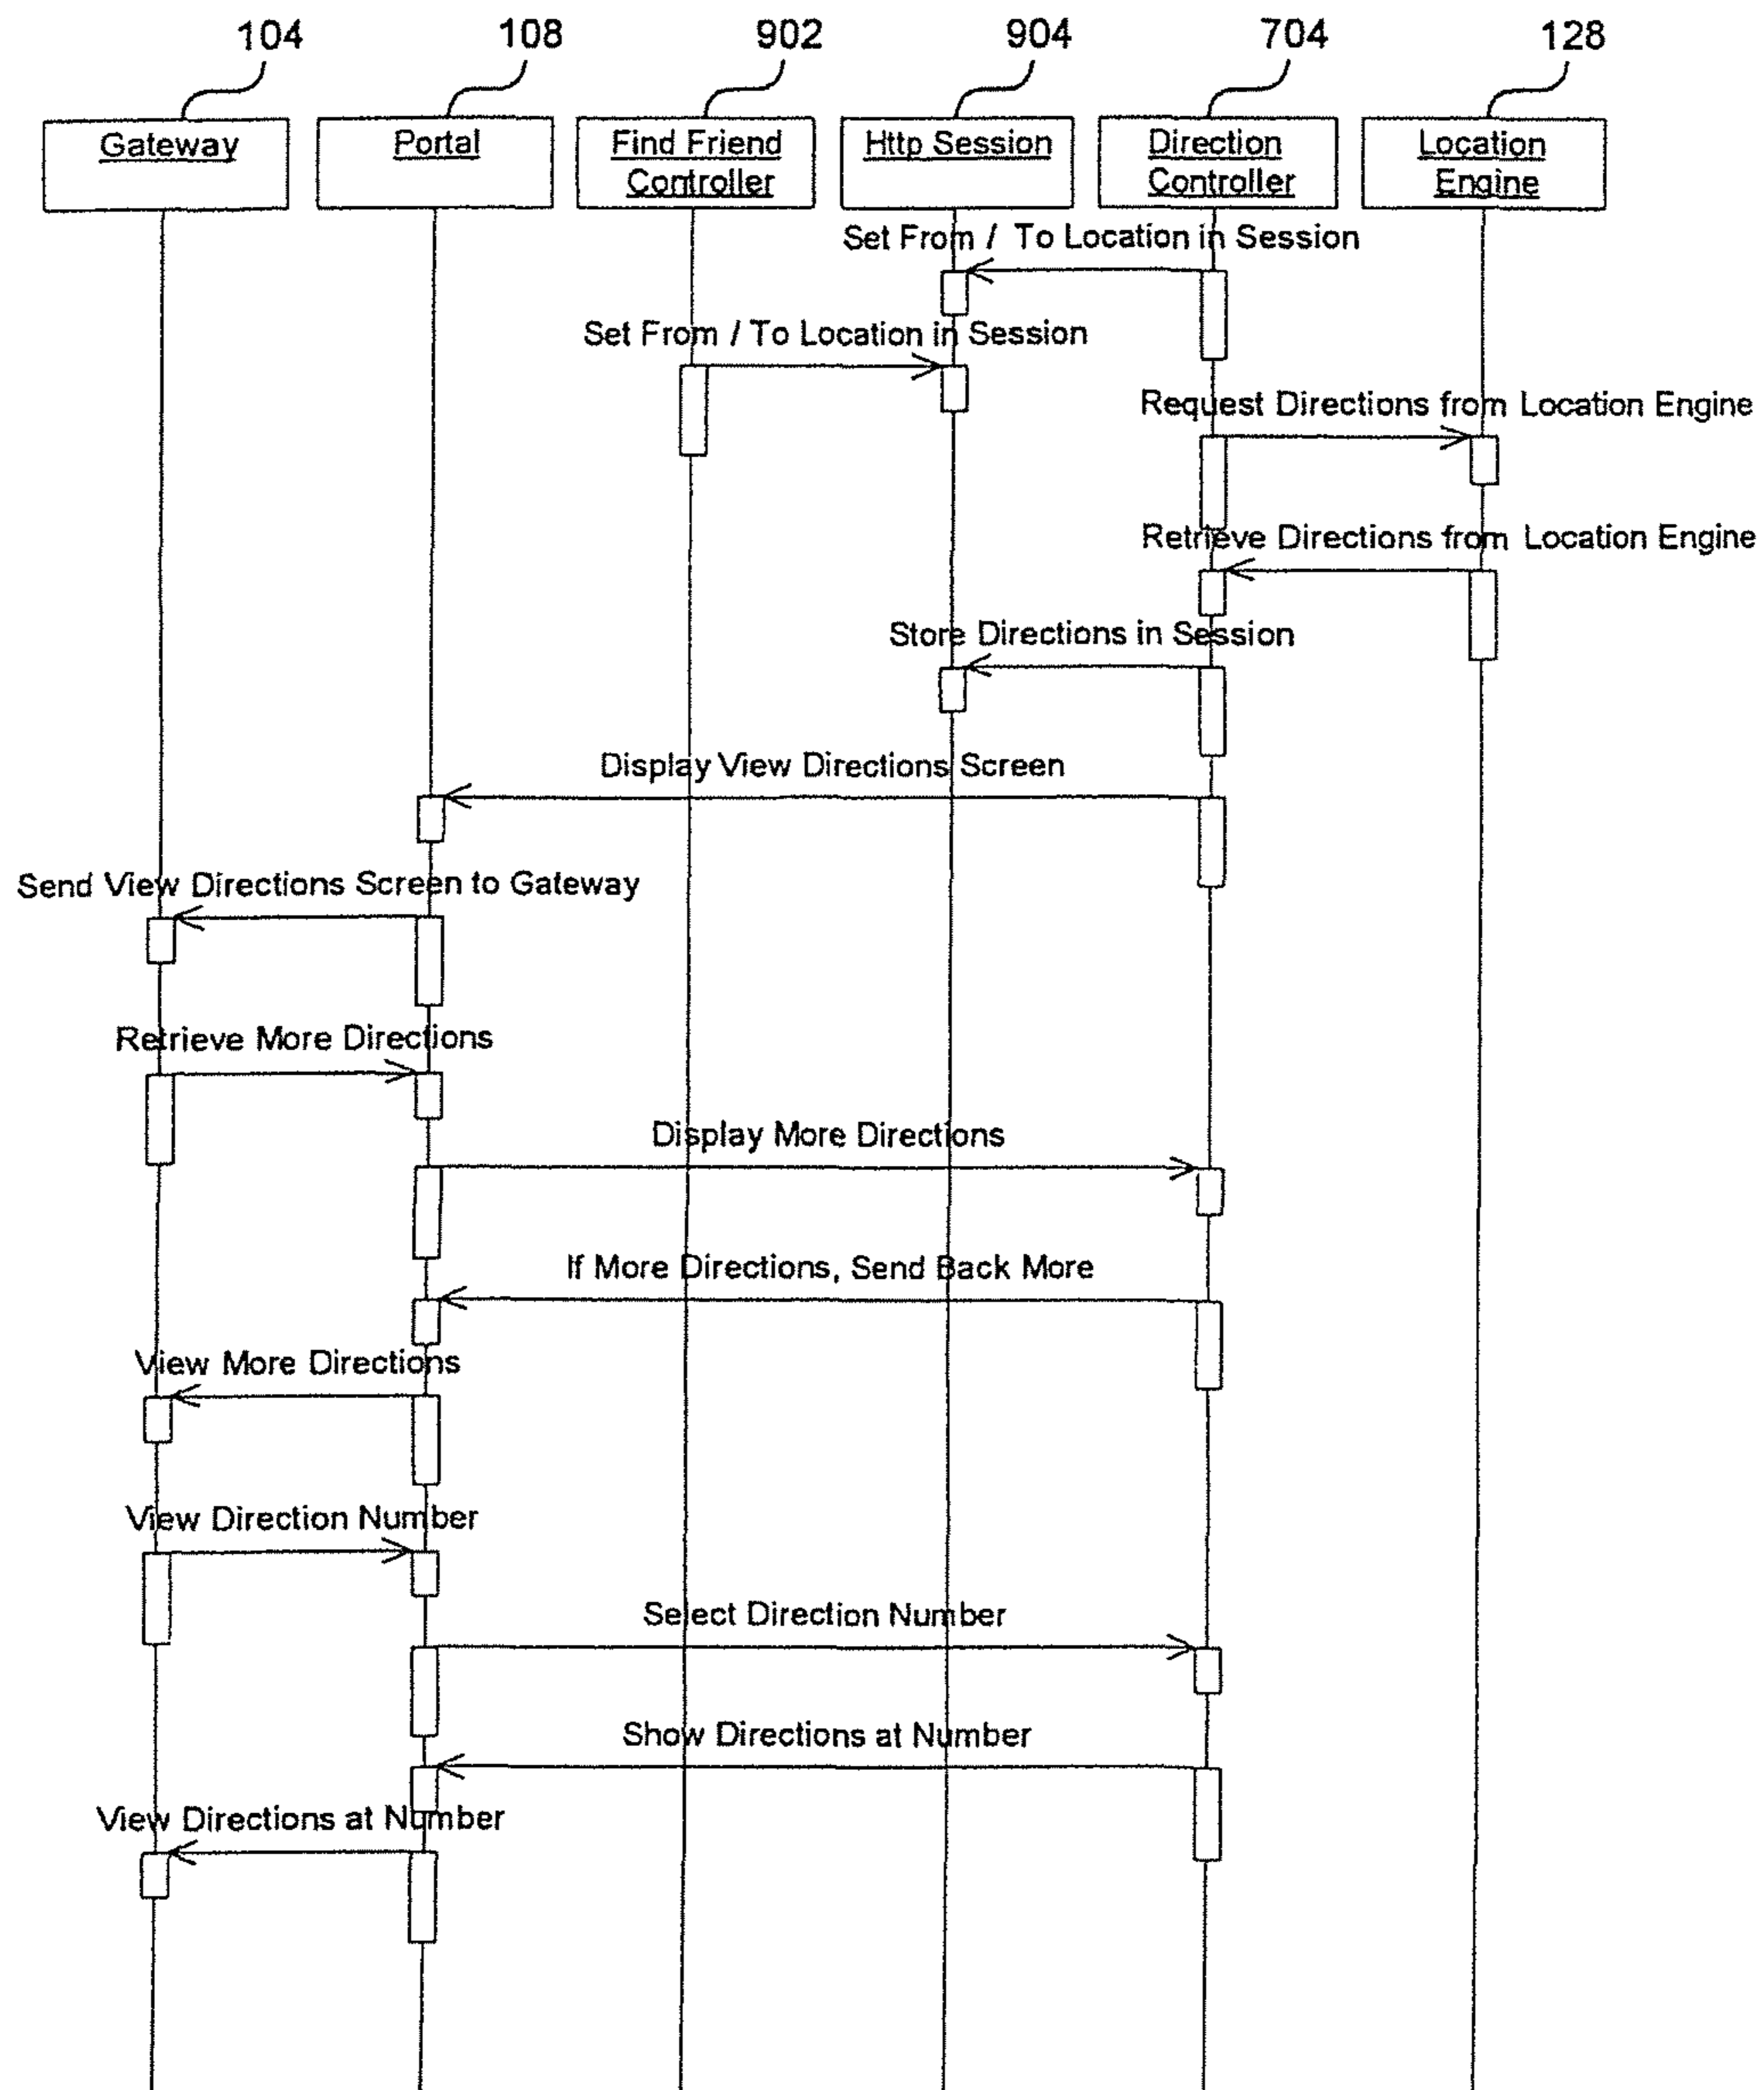 104 108 902 904 704 128
Gateway Portal Find Friend Http Session Direction Location
Controller Controller Engine
Set From / To Location in Session
Set From / To Location in Session
Request Directions from Location Engine
Retrieve Directions from Location Engine
Store Directions in Session
Display View Directions Screen
Send View Directions Screen to Gateway
Retrieve More Directions
Display More Directions
If More Directions, Send Back More
View More Directions
View Direction Number
Select Direction Number
Show Directions at Number
View Directions at Number